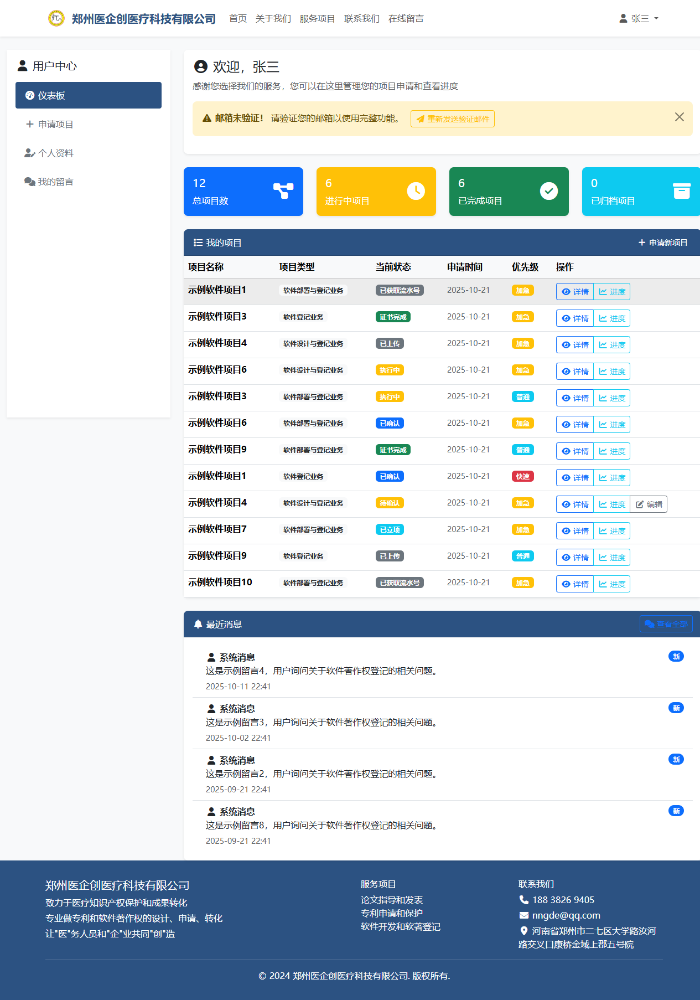 郑州医企创医疗科技有限公司 首页 关于我们 服务项目 联系我们 在线留言 张三
用户中心
仪表板
申请项目
个人资料
我的留言
欢迎，张三
感谢您选择我们的服务，您可以在这里管理您的项目申请和查看进度
邮箱未验证！ 请验证您的邮箱以使用完整功能。 重新发送验证邮件
12
总项目数
6
进行中项目
6
已完成项目
0
已归档项目
我的项目 申请新项目
项目名称 项目类型 当前状态 申请时间 优先级 操作
示例软件项目1 软件部署与登记业务 已获取流水号 2025-10-21 加急 详情 进度
示例软件项目3 软件登记业务 证书完成 2025-10-21 加急 详情 进度
示例软件项目4 软件设计与登记业务 已上传 2025-10-21 加急 详情 进度
示例软件项目6 软件设计与登记业务 执行中 2025-10-21 加急 详情 进度
示例软件项目3 软件部署与登记业务 执行中 2025-10-21 普通 详情 进度
示例软件项目6 软件部署与登记业务 已确认 2025-10-21 加急 详情 进度
示例软件项目9 软件部署与登记业务 证书完成 2025-10-21 普通 详情 进度
示例软件项目1 软件登记业务 已确认 2025-10-21 快速 详情 进度
示例软件项目4 软件设计与登记业务 待确认 2025-10-21 加急 详情 进度 编辑
示例软件项目7 软件部署与登记业务 已立项 2025-10-21 加急 详情 进度
示例软件项目9 软件登记业务 已上传 2025-10-21 普通 详情 进度
示例软件项目10 软件部署与登记业务 已获取流水号 2025-10-21 加急 详情 进度
最近消息 查看全部
系统消息 新
这是示例留言4，用户询问关于软件著作权登记的相关问题。
2025-10-11 22:41
系统消息 新
这是示例留言3，用户询问关于软件著作权登记的相关问题。
2025-10-02 22:41
系统消息 新
这是示例留言2，用户询问关于软件著作权登记的相关问题。
2025-09-21 22:41
系统消息 新
这是示例留言8，用户询问关于软件著作权登记的相关问题。
2025-09-21 22:41
郑州医企创医疗科技有限公司
致力于医疗知识产权保护和成果转化
专业做专利和软件著作权的设计、申请、转化
让"医"务人员和"企"业共同"创"造
服务项目
论文指导和发表
专利申请和保护
软件开发和软著登记
联系我们
188 3826 9405
nngde@qq.com
河南省郑州市二七区大学路汝河
路交叉口康桥金域上郡五号院
© 2024 郑州医企创医疗科技有限公司. 版权所有.